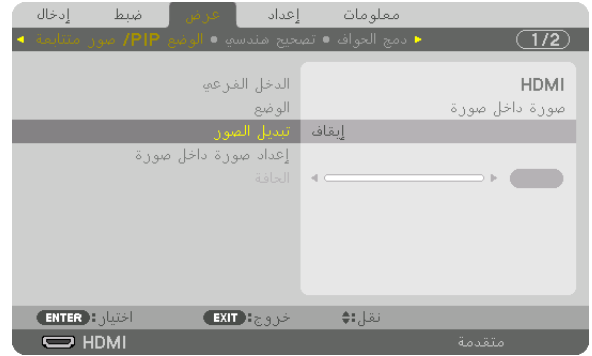 إدخال ضبط عرض إعداد معلومات
◄ الوضع PIP/ صور متتابعة ● تصحيح هندسي ● دمج الحواف ► 1/2
الدخل الفرعي HDMI
الوضع صورة داخل صورة
تبديل الصور إيقاف
إعداد صورة داخل صورة
الحافة
ENTER: اختيار EXIT: خروج نقل:
HDMI متقدمة